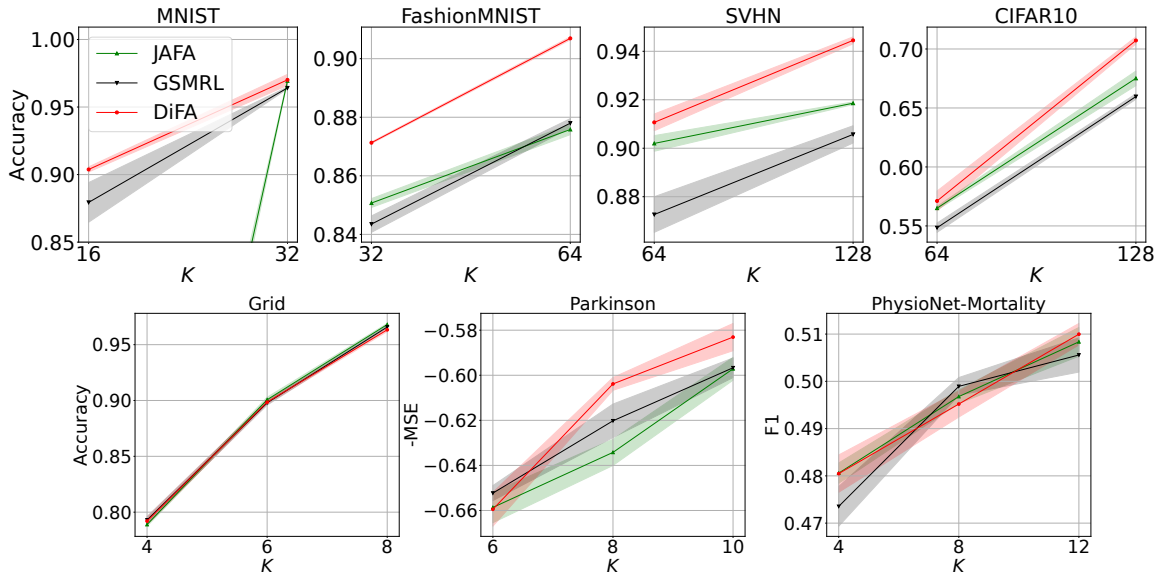 MNIST
FashionMNIST
SVHN
CIFAR10
Accuracy
1.00
0.95
0.90
0.85
JAFA
GSMRL
DiFA
16
32
K
0.90
0.88
0.86
0.84
32
64
K
0.94
0.92
0.90
0.88
64
128
K
0.70
0.65
0.60
0.55
64
128
K
Grid
Parkinson
PhysioNet-Mortality
Accuracy
0.95
0.90
0.85
0.80
4
6
8
K
-MSE
−0.58
−0.60
−0.62
−0.64
−0.66
6
8
10
K
F1
0.51
0.50
0.49
0.48
0.47
4
8
12
K